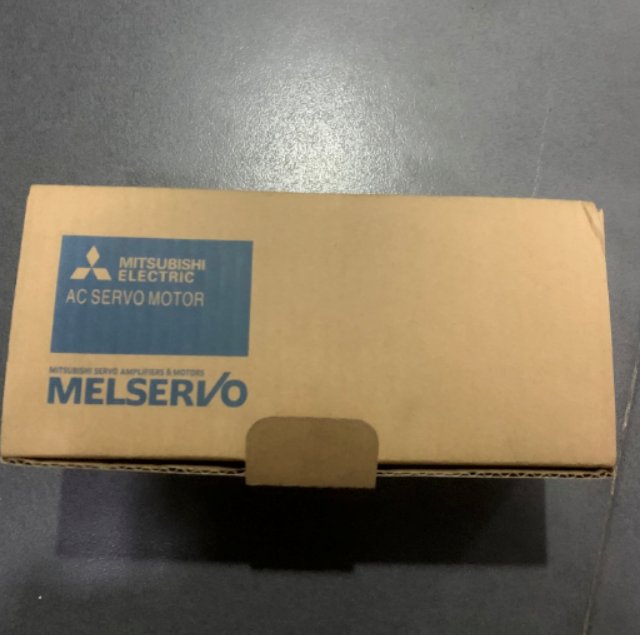 MITSUBISHI
ELECTRIC
AC SERVO MOTOR
MITSUBISHI SERVO AMPLIFIERS & MOTORS
MELSERVO